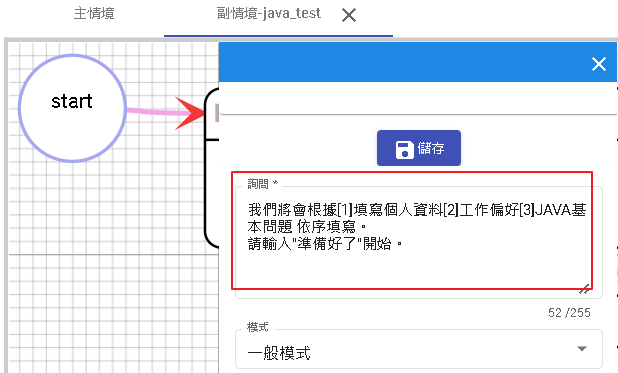 主情境
副情境-java_test
start
儲存
詢問 *
我們將會根據[1]填寫個人資料[2]工作偏好[3]JAVA基
本問題 依序填寫。
請輸入"準備好了"開始。
52 /255
模式
一般模式